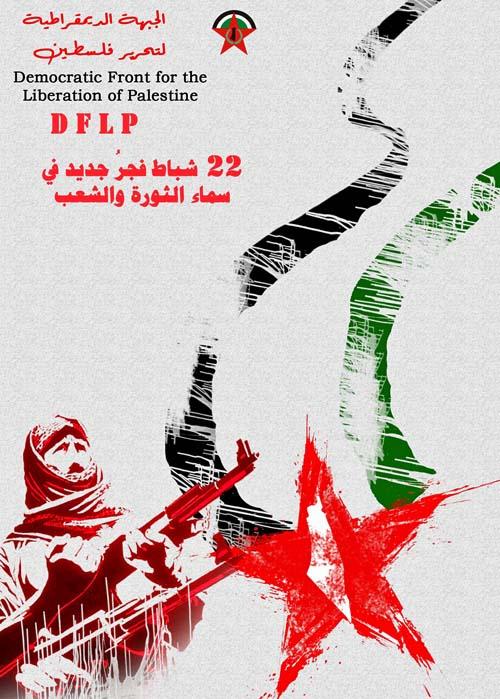 الجبهة الديمقراطية
لتحرير فلسطين
Democratic Front for the
Liberation of Palestine
DFLP
22 شباط فجرُ جديد في
سماء الثورة والشعب